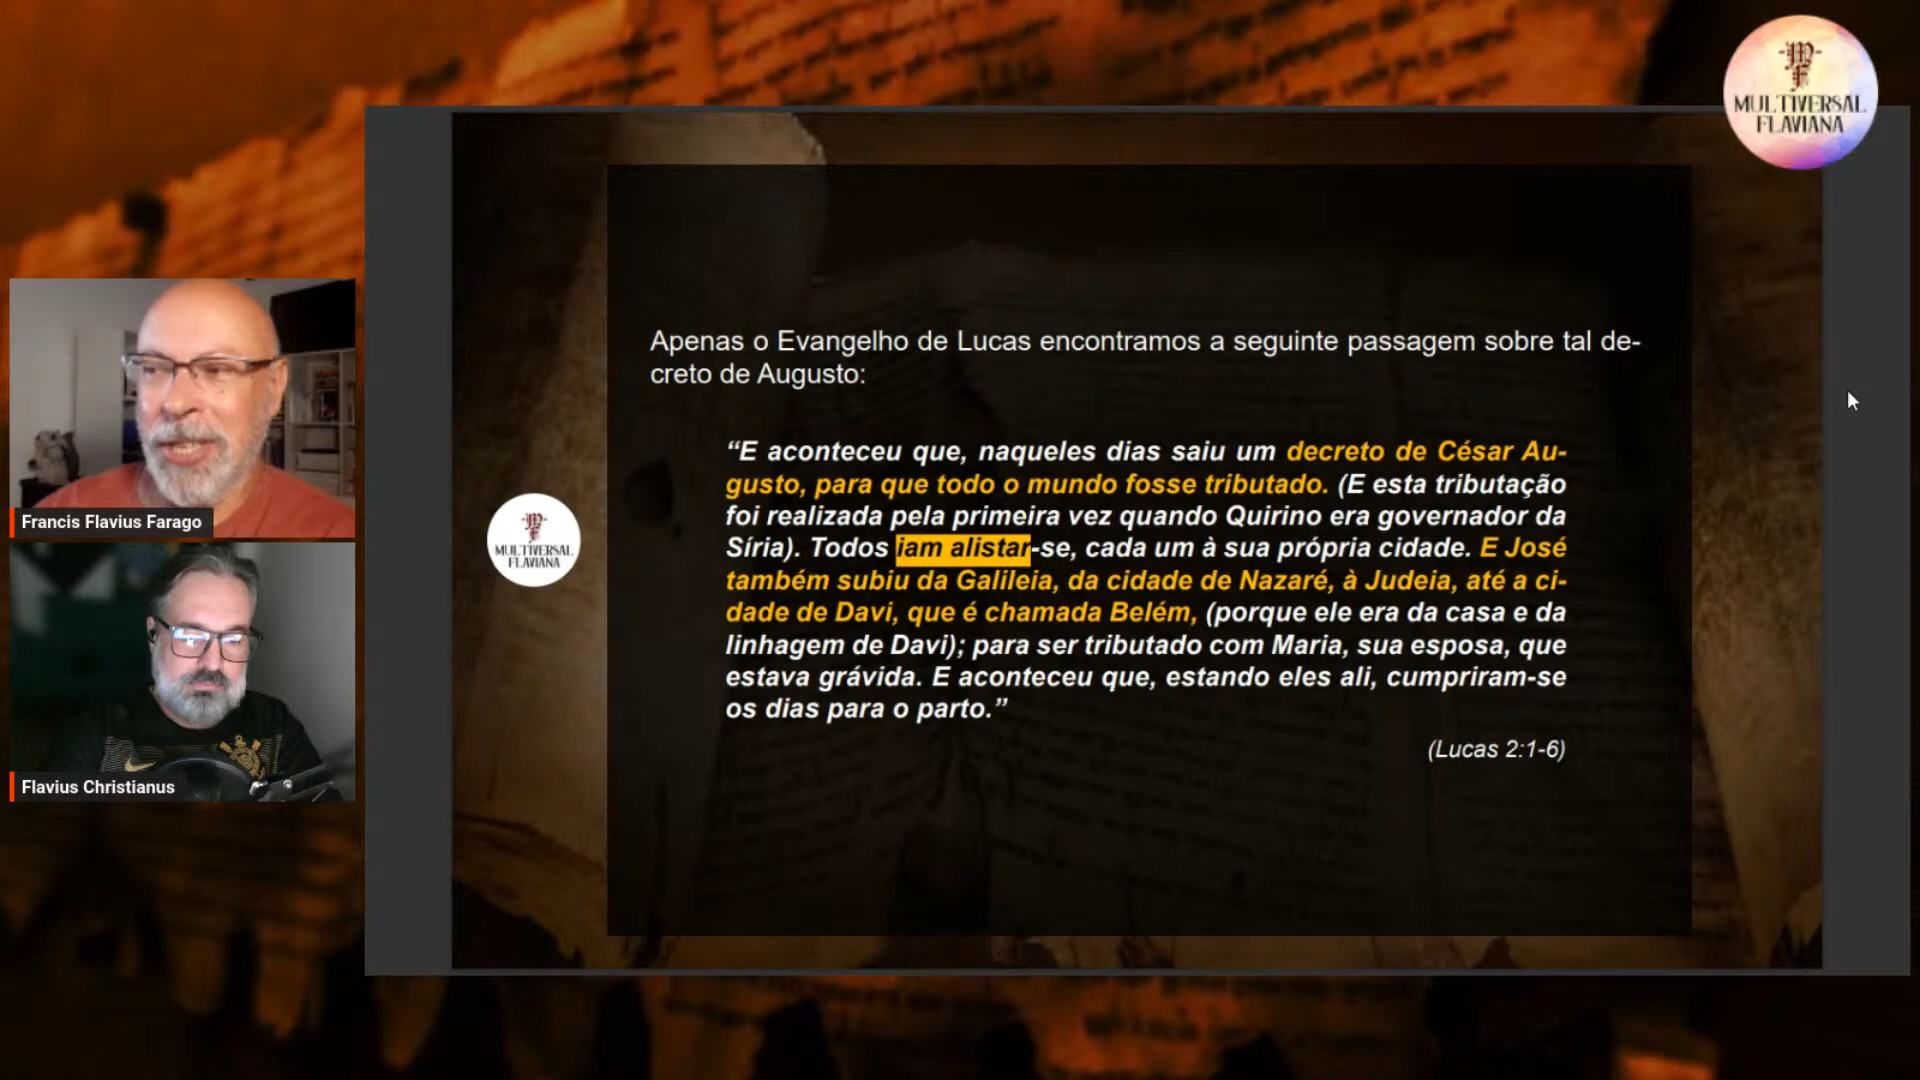 MULTIVERSAL
FLAVIANA
Apenas o Evangelho de Lucas encontramos a seguinte passagem sobre tal de-
creto de Augusto:
“E aconteceu que, naqueles dias saiu um decreto de César Au-
gusto, para que todo o mundo fosse tributado. (E esta tributação
foi realizada pela primeira vez quando Quirino era governador da
Síria). Todos iam alistar-se, cada um à sua própria cidade. E José
também subiu da Galileia, da cidade de Nazaré, à Judeia, até a ci-
dade de Davi, que é chamada Belém, (porque ele era da casa e da
linhagem de Davi); para ser tributado com Maria, sua esposa, que
estava grávida. E aconteceu que, estando eles ali, cumpriram-se
os dias para o parto.”
(Lucas 2:1-6)
MULTIVERSAL
FLAVIANA
Francis Flavius Farago
Flavius Christianus